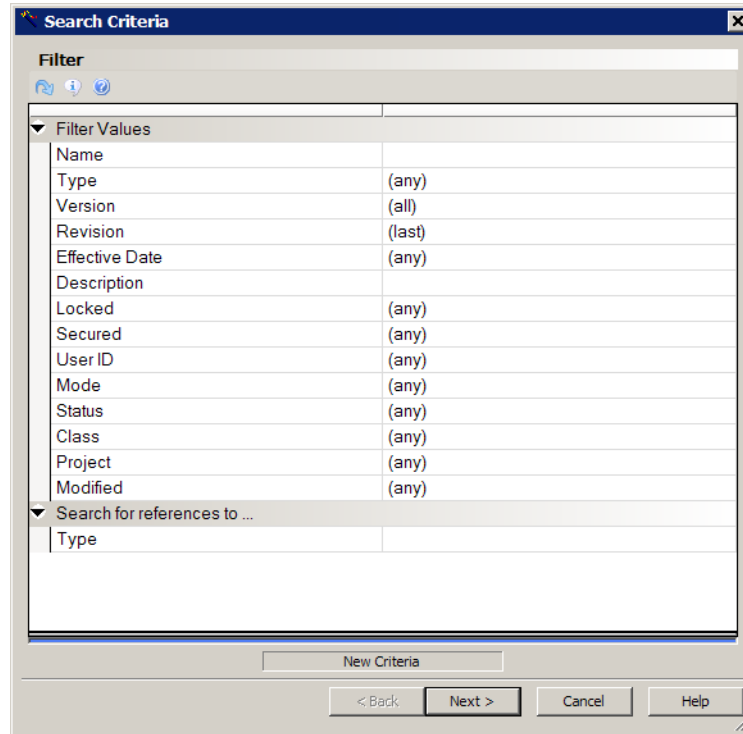 Search Criteria
Filter
Filter Values
Name
Type (any)
Version (all)
Revision (last)
Effective Date (any)
Description
Locked (any)
Secured (any)
User ID (any)
Mode (any)
Status (any)
Class (any)
Project (any)
Modified (any)
Search for references to ...
Type
New Criteria
< Back Next > Cancel Help